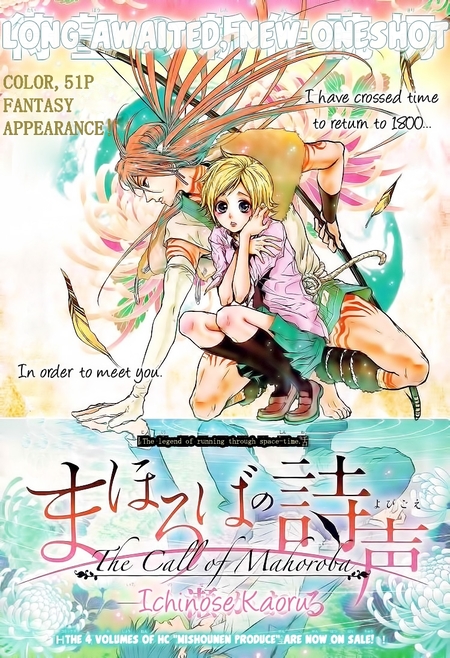 LONG AWAITED, NEW ONESHOT
COLOR, 51P
FANTASY
APPEARANCE!!
I have crossed time
to return to 1800...
In order to meet you.
The legend of running through space-time.
まほろばの詩声
よびごえ
The Call of Mahoroba
Ichinose Kaoru
THE 4 VOLUMES OF HC "NISHOUNEN PRODUCE" ARE NOW ON SALE!